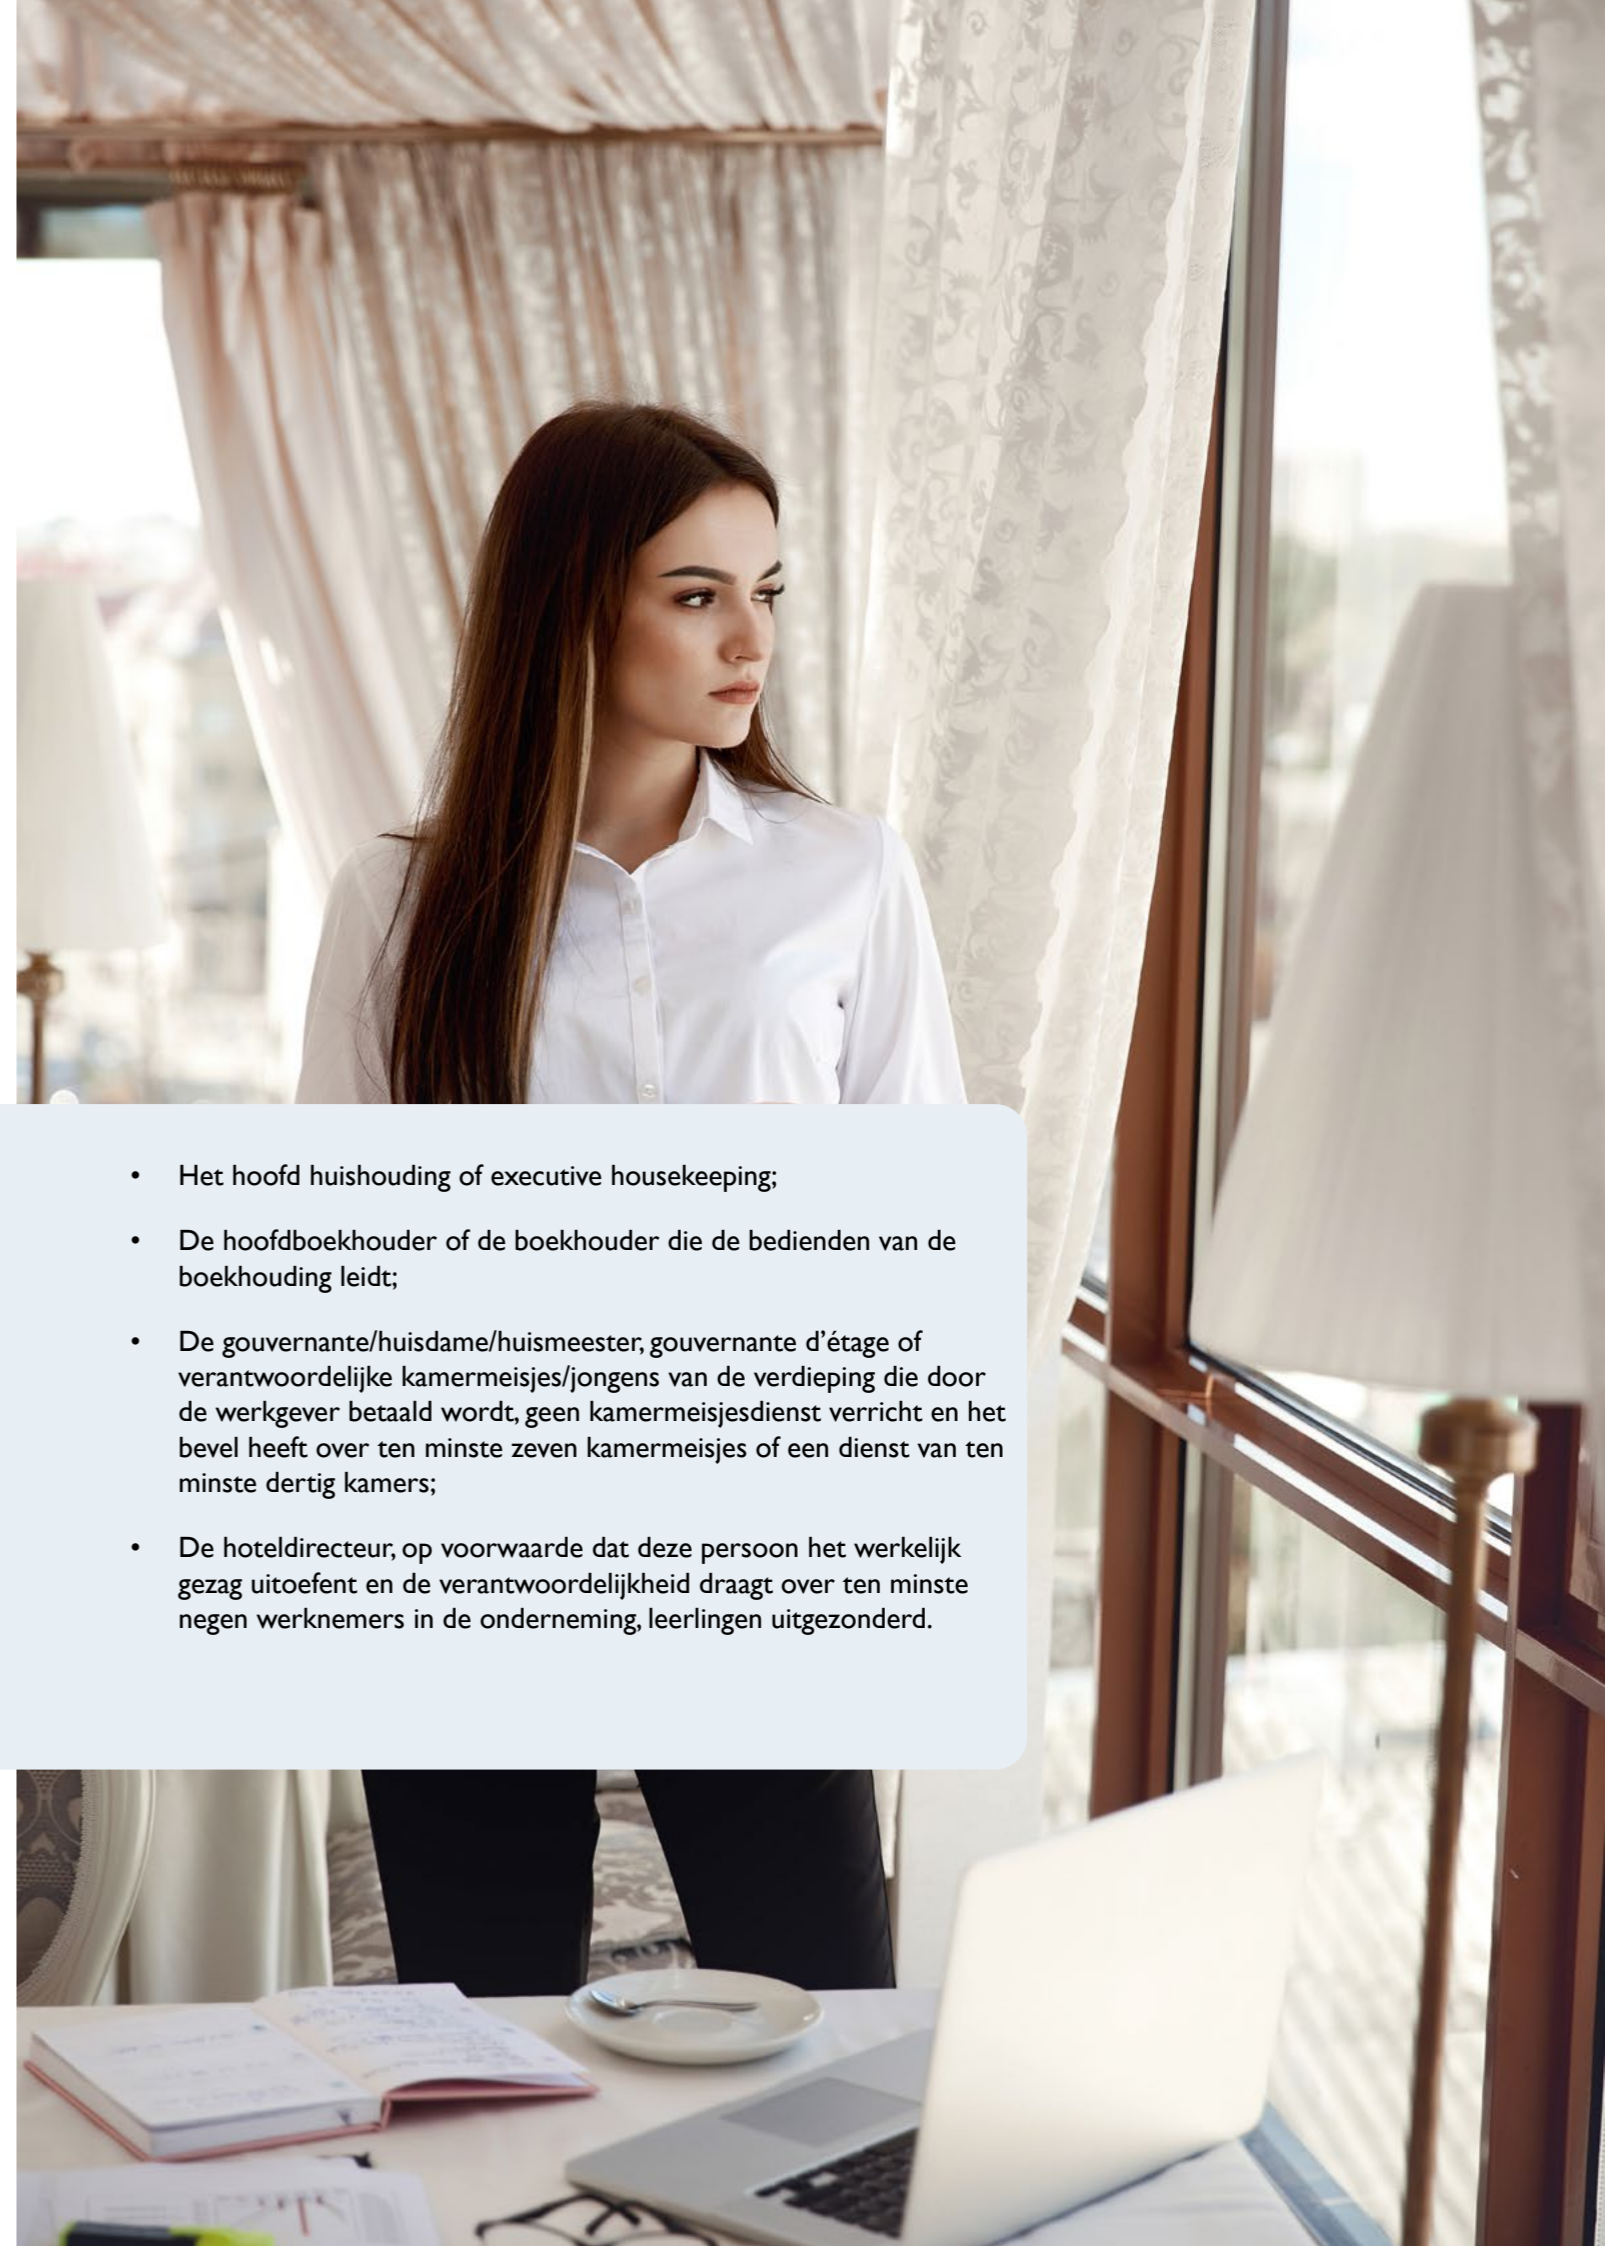 • Het hoofd huishouding of executive housekeeping;
• De hoofdboekhouder of de boekhouder die de bedienden van de
boekhouding leidt;
• De gouvernante/huisdame/huismeester, gouvernante d’étage of
verantwoordelijke kamermeisjes/jongens van de verdieping die door
de werkgever betaald wordt, geen kamermeisjesdienst verricht en het
bevel heeft over ten minste zeven kamermeisjes of een dienst van ten
minste dertig kamers;
• De hoteldirecteur, op voorwaarde dat deze persoon het werkelijk
gezag uitoefent en de verantwoordelijkheid draagt over ten minste
negen werknemers in de onderneming, leerlingen uitgezonderd.